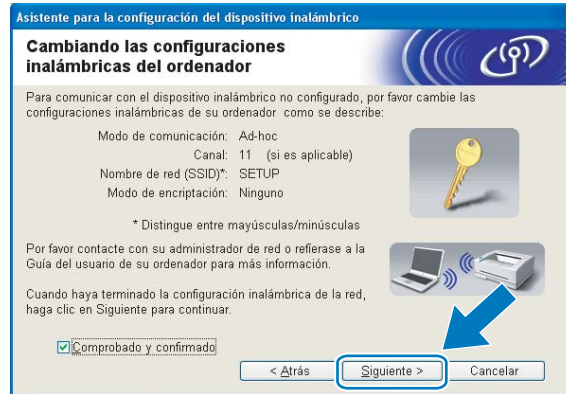 Asistente para la configuración del dispositivo inalámbrico
Cambiando las configuraciones
inalámbricas del ordenador
Para comunicar con el dispositivo inalámbrico no configurado, por favor cambie las
configuraciones inalámbricas de su ordenador como se describe:
Modo de comunicación: Ad-hoc
Canal: 11 (si es aplicable)
Nombre de red (SSID)*: SETUP
Modo de encriptación: Ninguno
* Distingue entre mayúsculas/minúsculas
Por favor contacte con su administrador de red o refierase a la
Guía del usuario de su ordenador para más información.
Cuando haya terminado la configuración inalámbrica de la red,
haga clic en Siguiente para continuar.
Comprobado y confirmado
< Atrás Siguiente > Cancelar